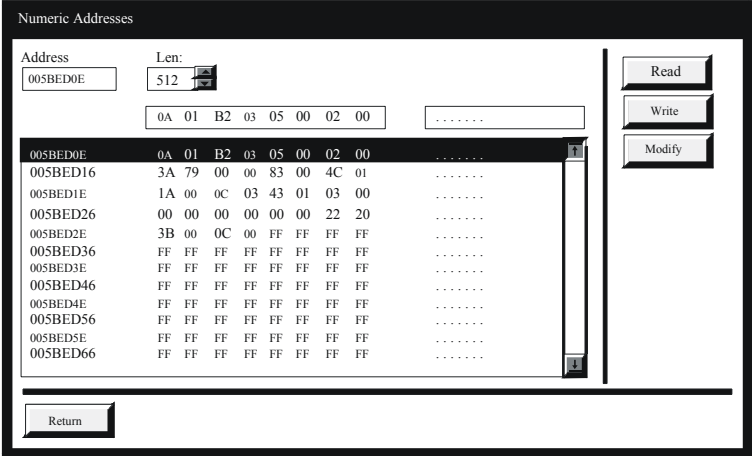 Numeric Addresses
Address Len:
005BED0E 512
0A 01 B2 03 05 00 02 00 . . . . . . .
005BED0E 0A 01 B2 03 05 00 02 00 . . . . . . .
005BED16 3A 79 00 00 83 00 4C 01 . . . . . . .
005BED1E 1A 00 0C 03 43 01 03 00 . . . . . . .
005BED26 00 00 00 00 00 00 22 20 . . . . . . .
005BED2E 3B 00 0C 00 FF FF FF FF . . . . . . .
005BED36 FF FF FF FF FF FF FF FF . . . . . . .
005BED3E FF FF FF FF FF FF FF FF . . . . . . .
005BED46 FF FF FF FF FF FF FF FF . . . . . . .
005BED4E FF FF FF FF FF FF FF FF . . . . . . .
005BED56 FF FF FF FF FF FF FF FF . . . . . . .
005BED5E FF FF FF FF FF FF FF FF . . . . . . .
005BED66 FF FF FF FF FF FF FF FF . . . . . . .
Read
Write
Modify
Return